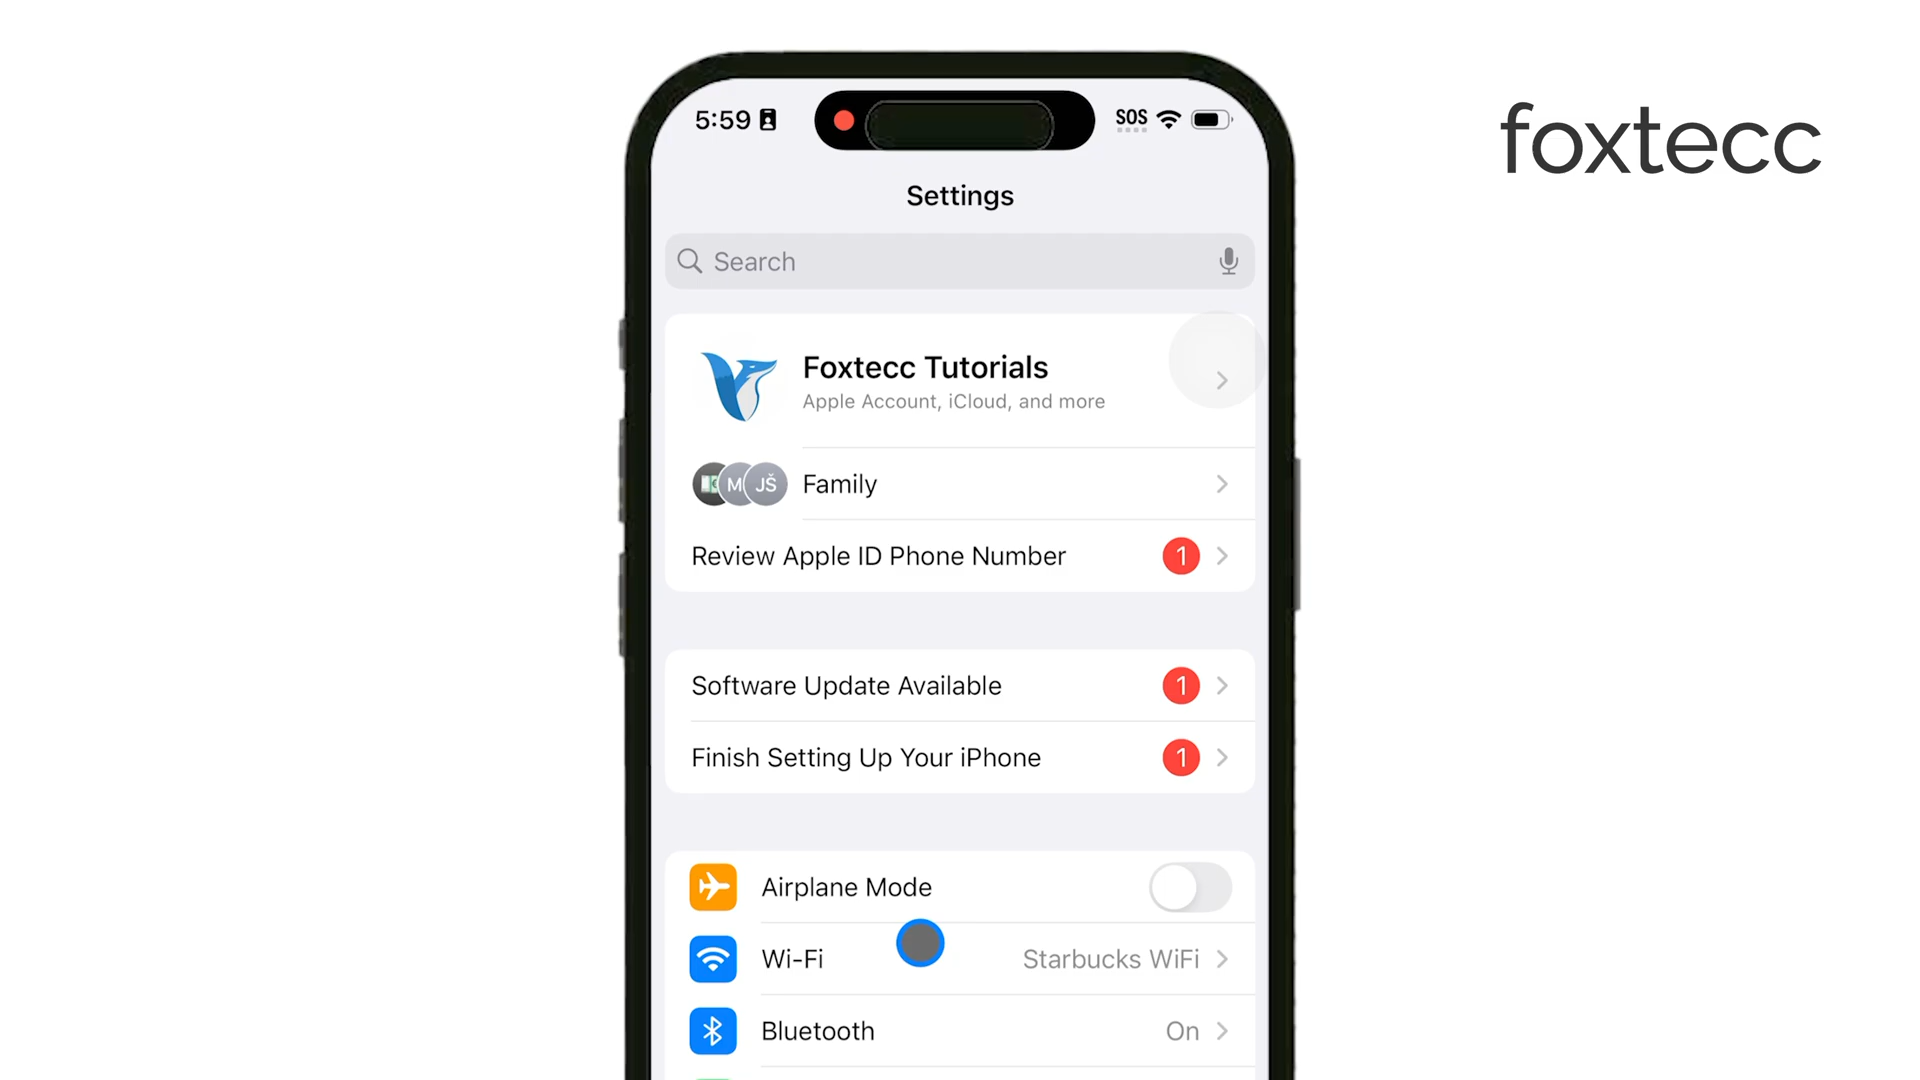 5:59
SOS
foxtecc
Settings
Search
Foxtecc Tutorials
Apple Account, iCloud, and more
M JŠ
Family
Review Apple ID Phone Number 1
Software Update Available 1
Finish Setting Up Your iPhone 1
Airplane Mode
Wi-Fi Starbucks WiFi
Bluetooth On